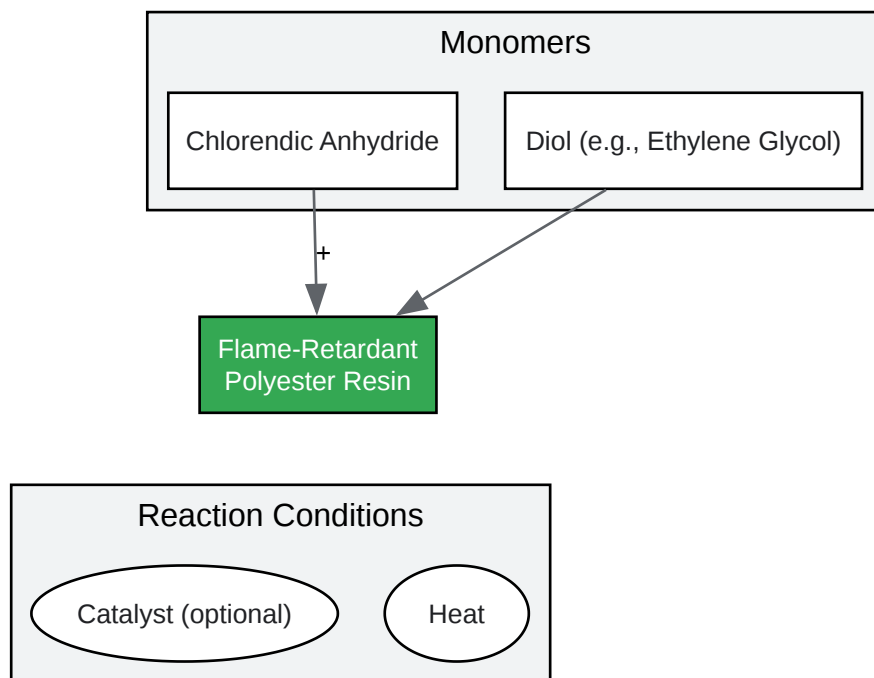 Monomers
Chlorendic Anhydride
Diol (e.g., Ethylene Glycol)
+
Flame-Retardant
Polyester Resin
Reaction Conditions
Catalyst (optional)
Heat